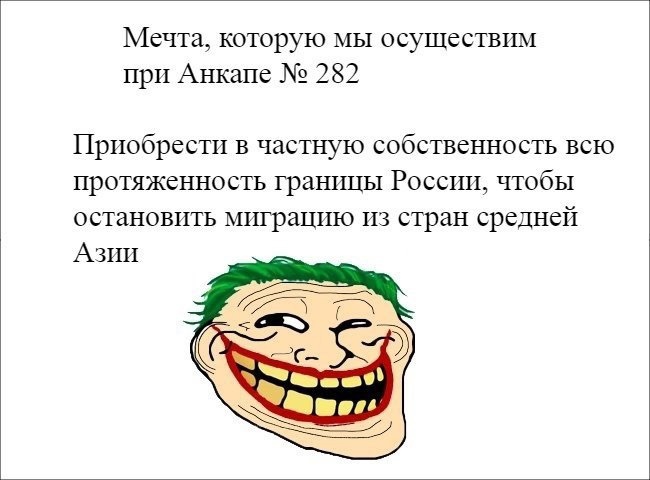 Мечта, которую мы осуществим
при Анкапе № 282
Приобрести в частную собственность всю
протяженность границы России, чтобы
остановить миграцию из стран средней
Азии